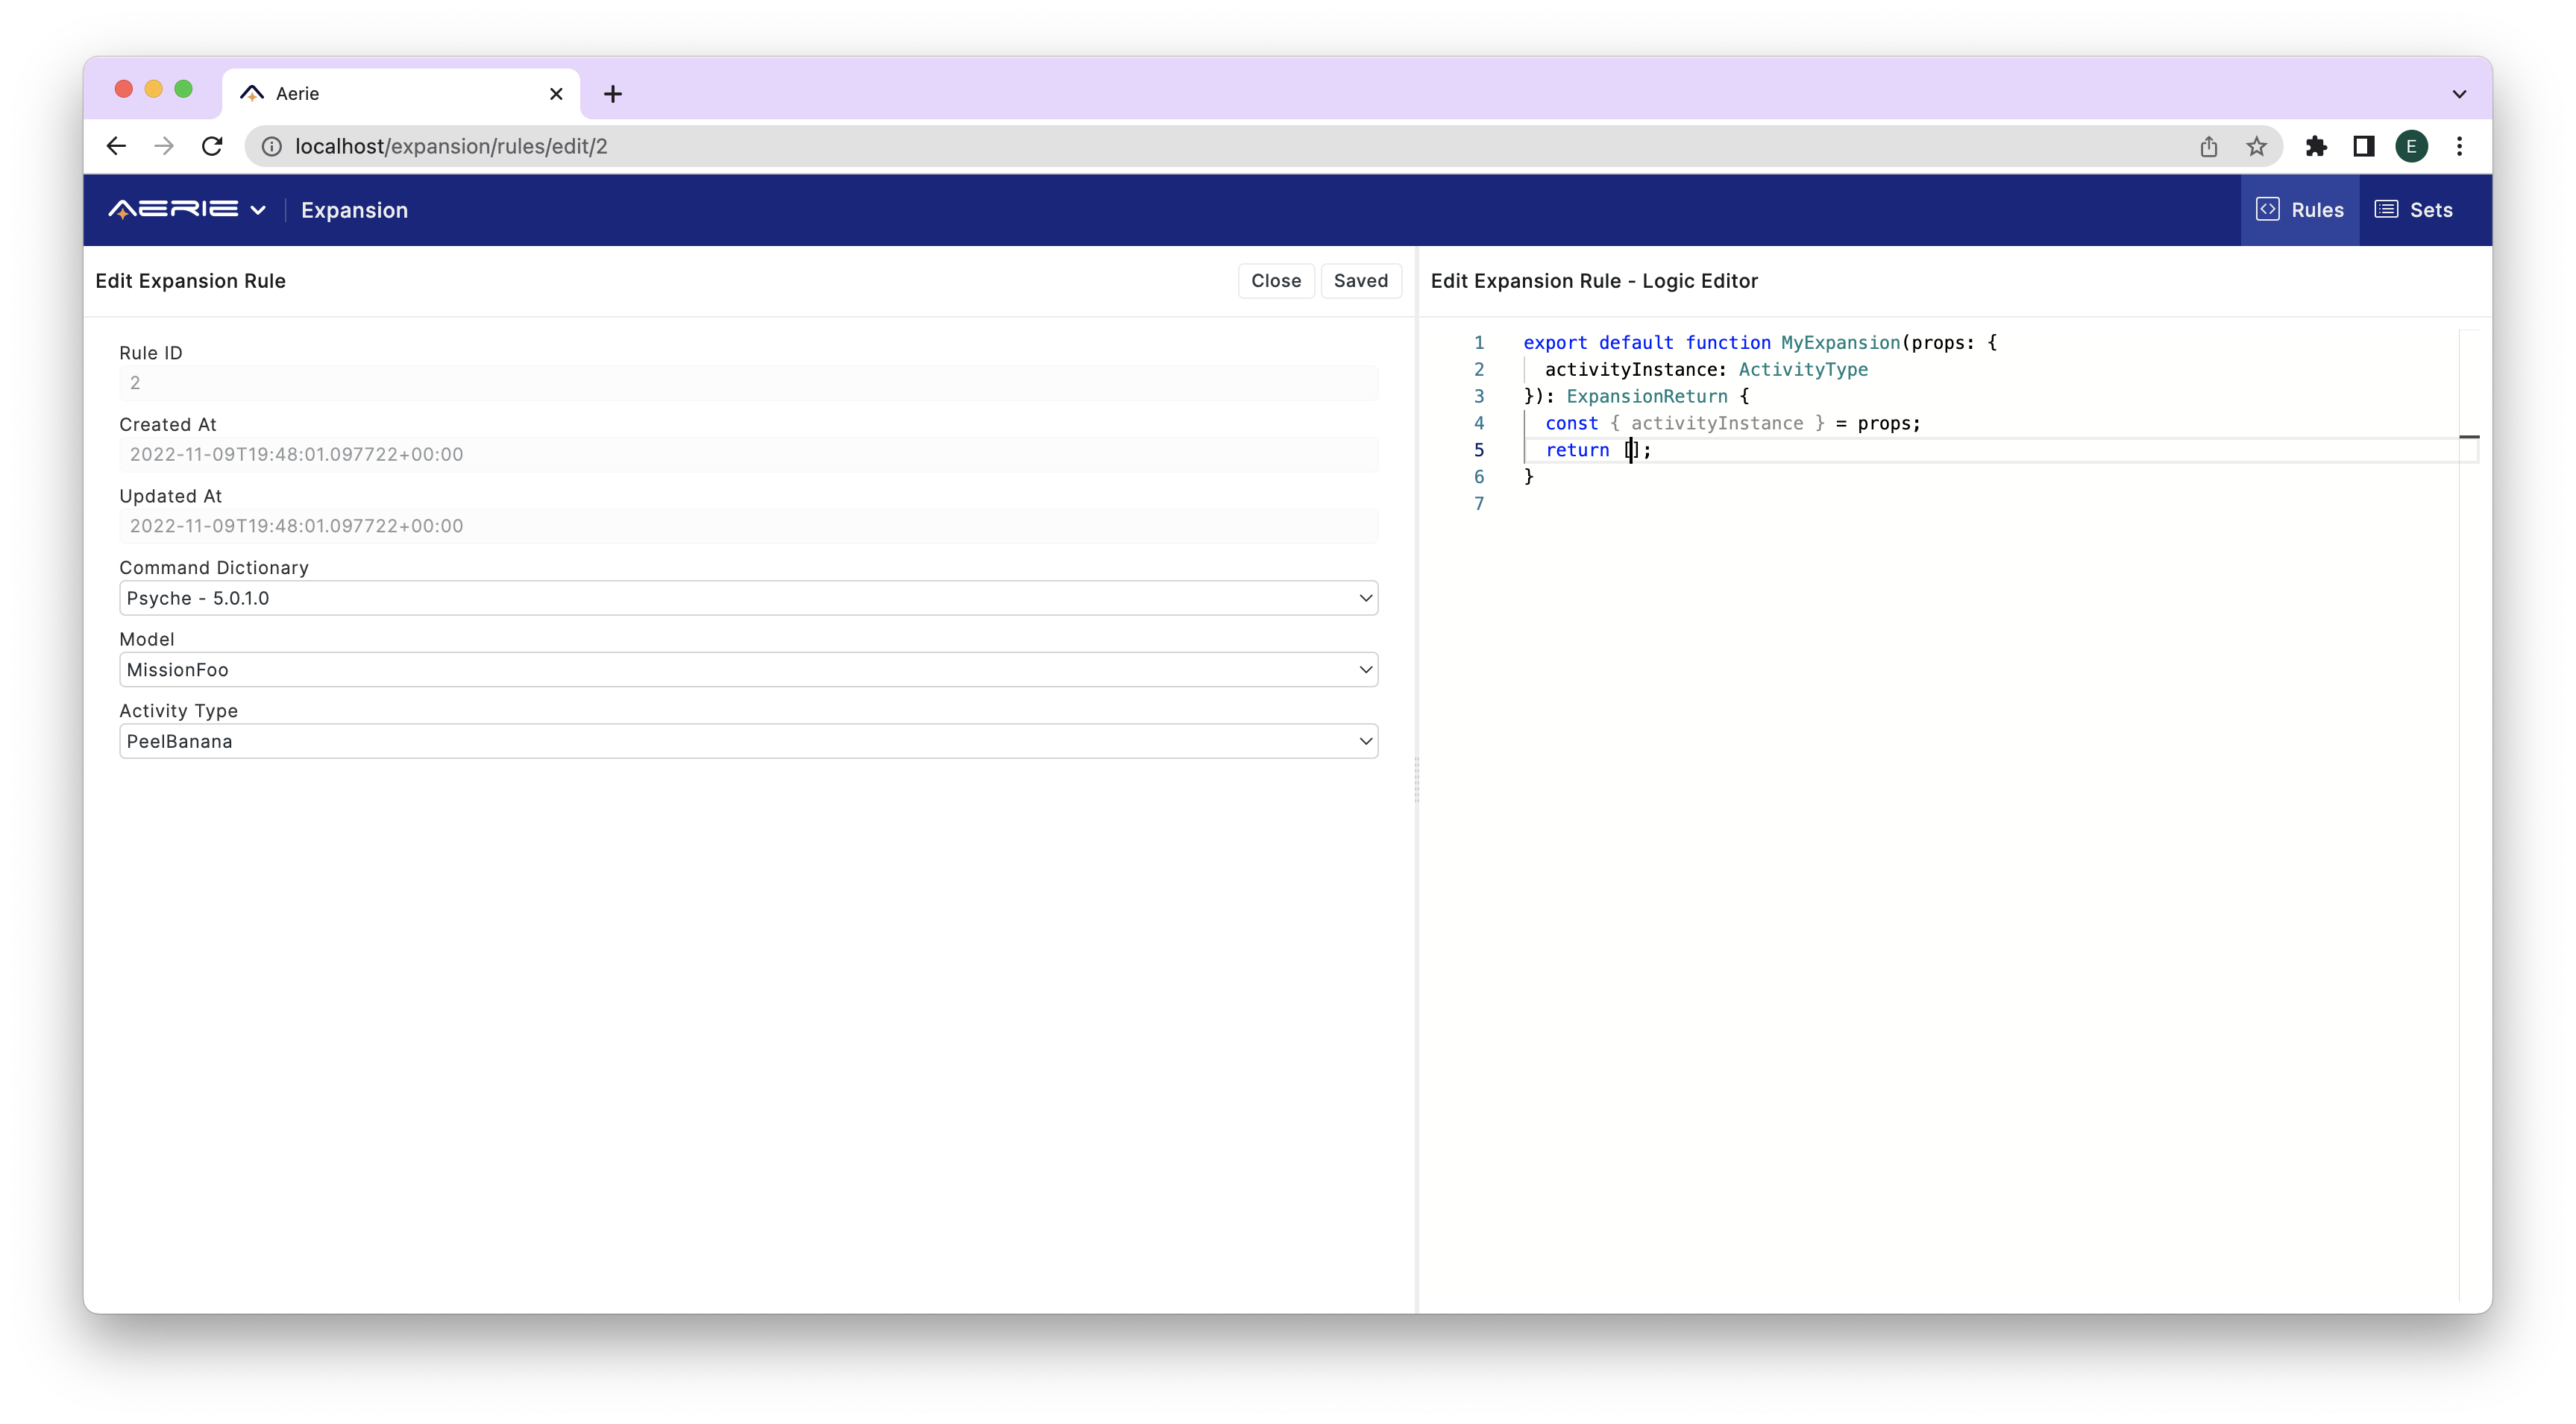 Aerie
localhost/expansion/rules/edit/2
E
AERIE
Expansion
Rules
Sets
Edit Expansion Rule
Close
Saved
Rule ID
2
Created At
2022-11-09T19:48:01.097722+00:00
Updated At
2022-11-09T19:48:01.097722+00:00
Command Dictionary
Psyche - 5.0.1.0
Model
MissionFoo
Activity Type
PeelBanana
Edit Expansion Rule - Logic Editor
1 export default function MyExpansion(props: {
2 activityInstance: ActivityType
3 }): ExpansionReturn {
4 const { activityInstance } = props;
5 return [];
6 }
7